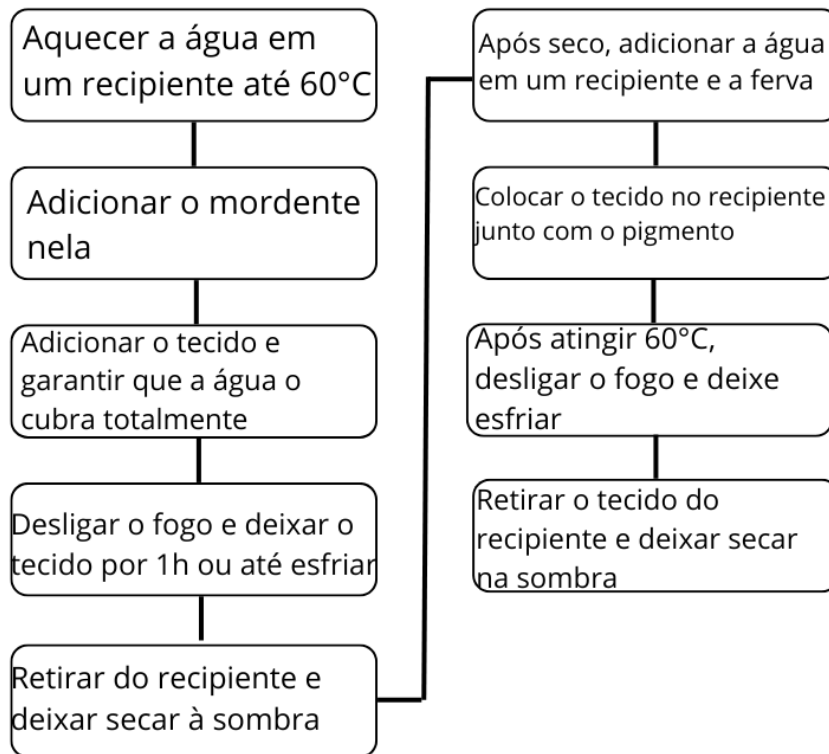 Aquecer a água em
um recipiente até 60°C
Adicionar o mordente
nela
Adicionar o tecido e
garantir que a água o
cubra totalmente
Desligar o fogo e deixar o
tecido por 1h ou até esfriar
Retirar do recipiente e
deixar secar à sombra
Após seco, adicionar a água
em um recipiente e a ferva
Colocar o tecido no recipiente
junto com o pigmento
Após atingir 60°C,
desligar o fogo e deixe
esfriar
Retirar o tecido do
recipiente e deixar secar
na sombra